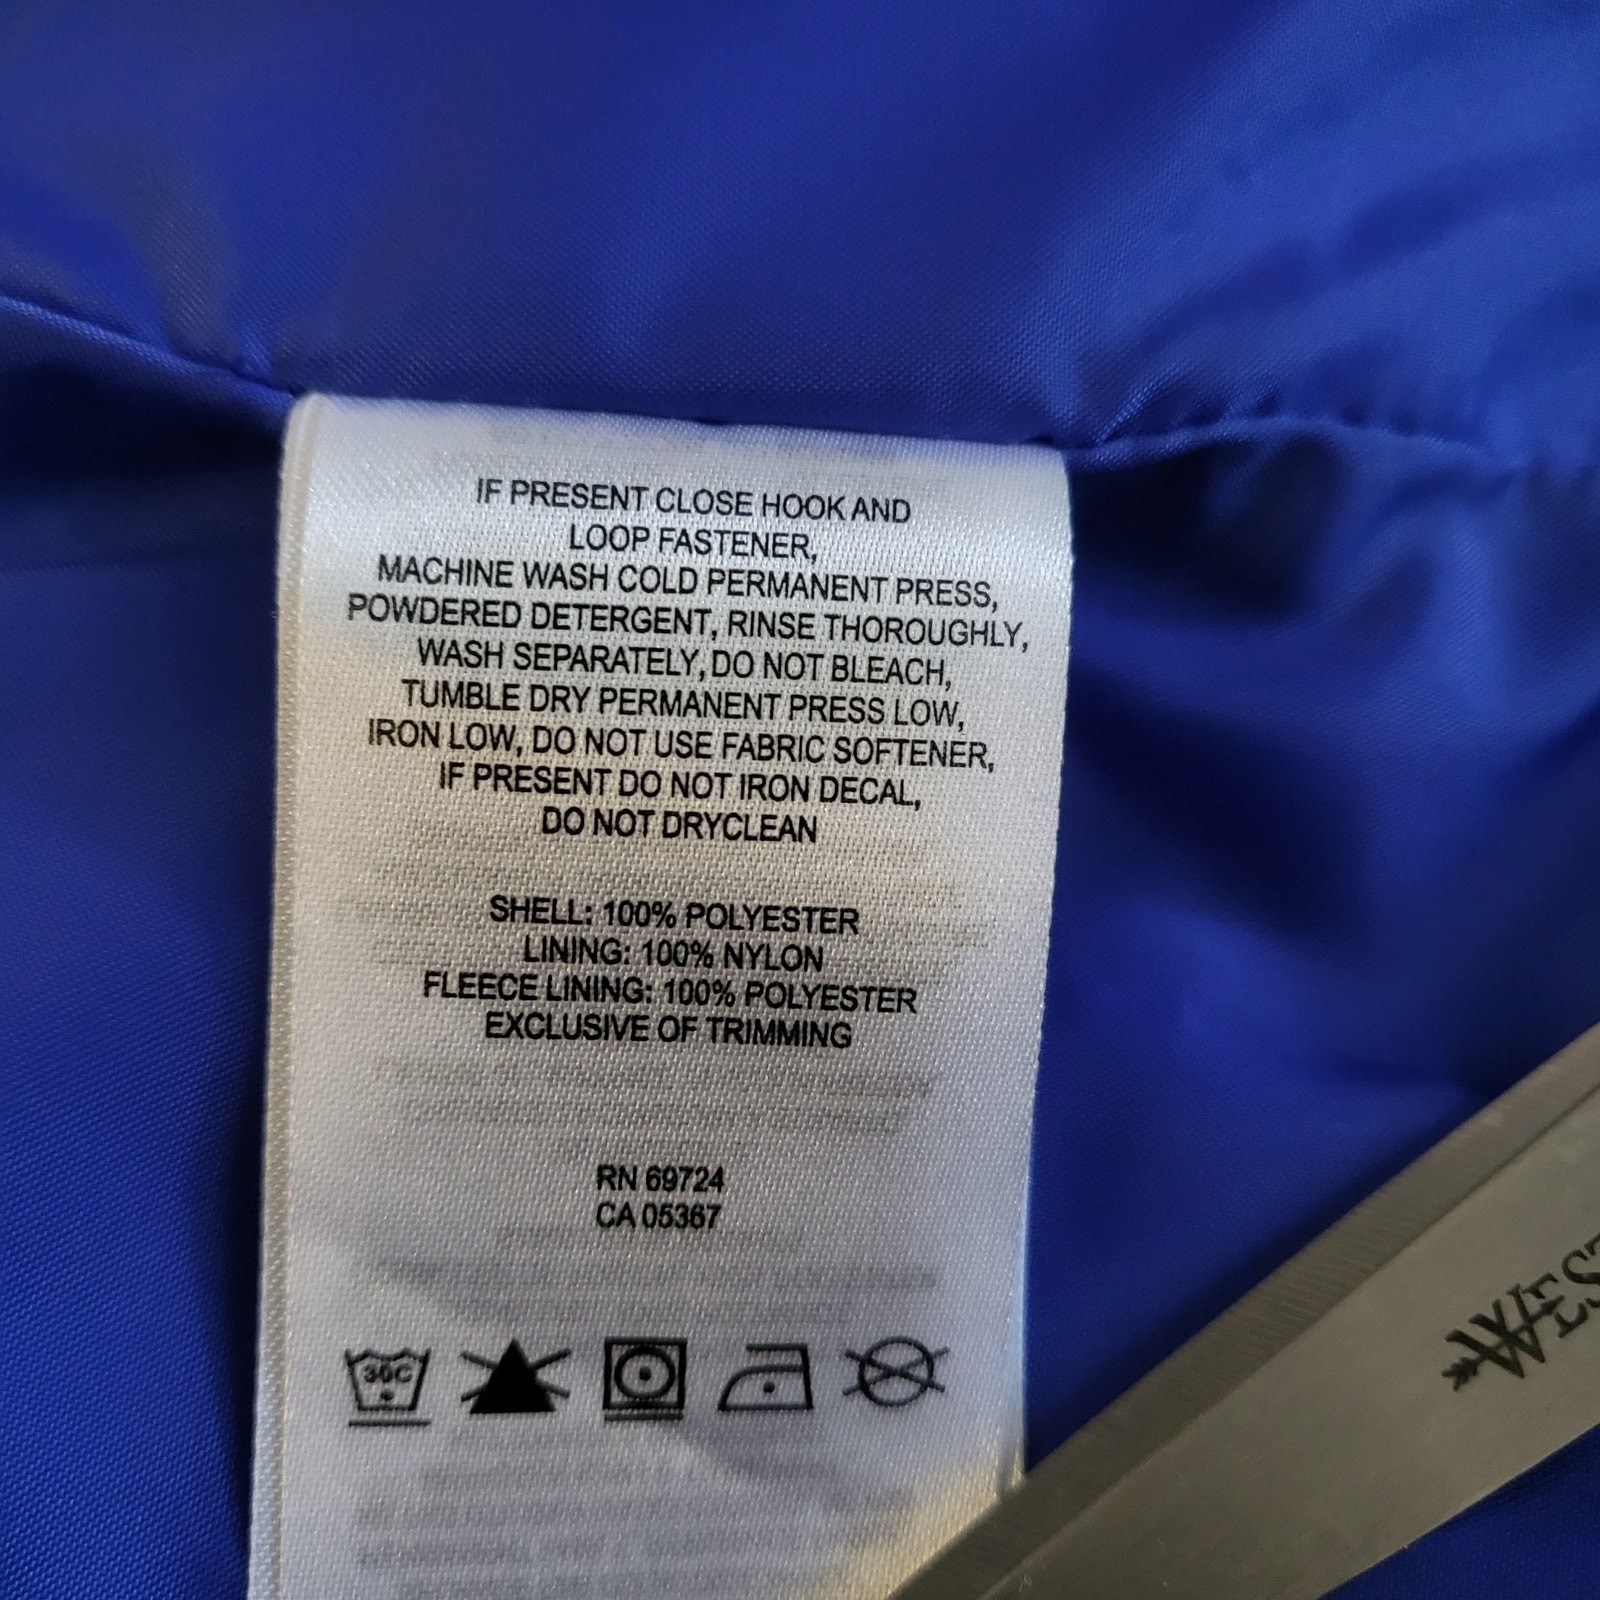 IF PRESENT CLOSE HOOK AND
LOOP FASTENER,
MACHINE WASH COLD PERMANENT PRESS,
POWDERED DETERGENT, RINSE THOROUGHLY,
WASH SEPARATELY, DO NOT BLEACH,
TUMBLE DRY PERMANENT PRESS LOW,
IRON LOW, DO NOT USE FABRIC SOFTENER,
IF PRESENT DO NOT IRON DECAL,
DO NOT DRYCLEAN
SHELL: 100% POLYESTER
LINING: 100% NYLON
FLEECE LINING: 100% POLYESTER
EXCLUSIVE OF TRIMMING
RN 69724
CA 05367
30C